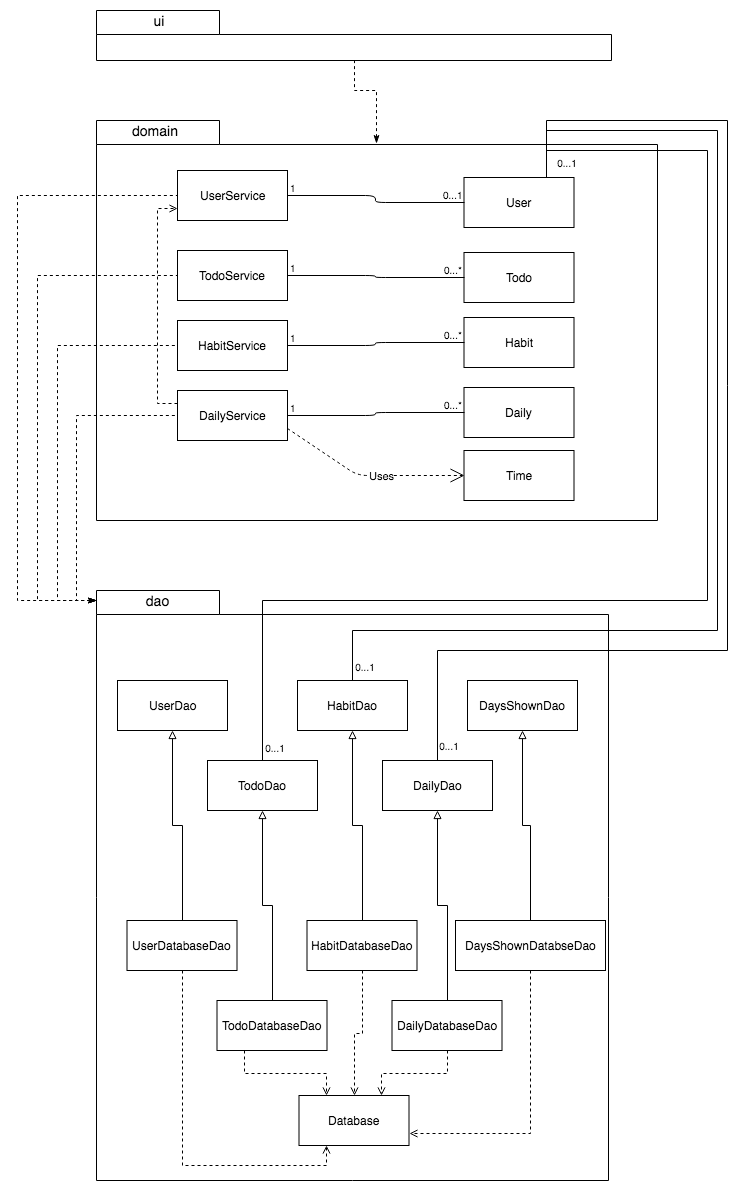 ui
domain
0...1
UserService
1
0...1
User
TodoService
1
0...*
Todo
HabitService
1
0...*
Habit
DailyService
1
0...*
Daily
Uses
Time
dao
0...1
UserDao
HabitDao
DaysShownDao
0...1
0...1
TodoDao
DailyDao
UserDatabaseDao
HabitDatabaseDao
DaysShownDatabseDao
TodoDatabaseDao
DailyDatabaseDao
Database